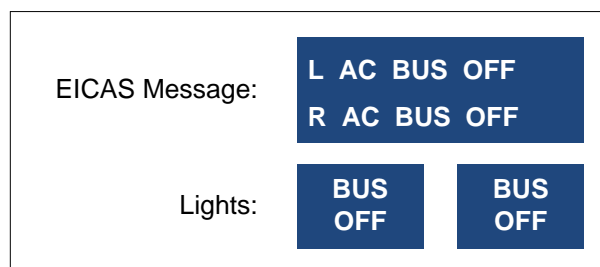 EICAS Message:
L AC BUS OFF
R AC BUS OFF
Lights:
BUS
OFF
BUS
OFF